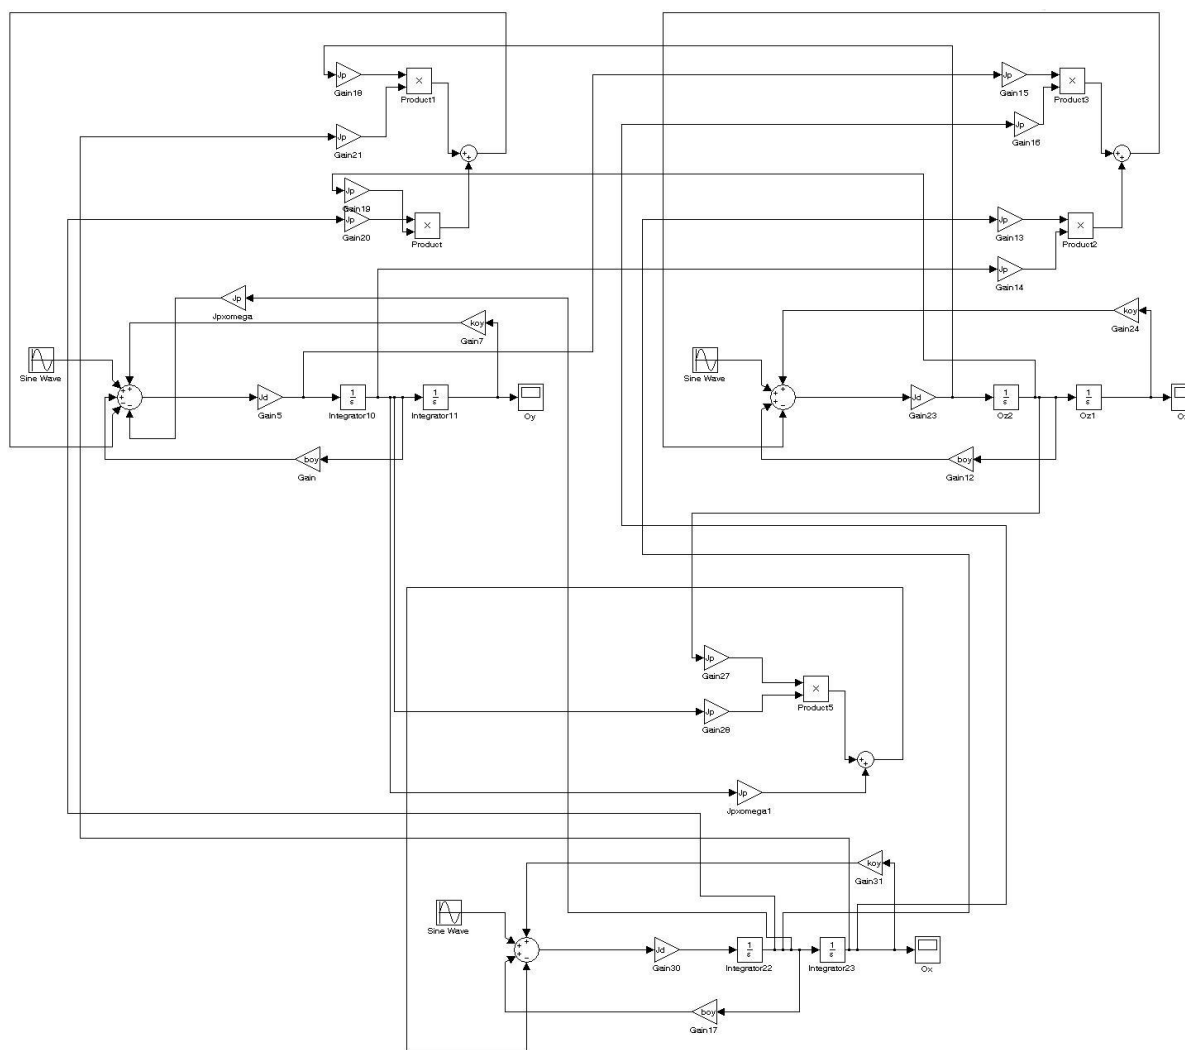 Jp
Gain18
×
Product1
Jp
Gain15
×
Product3
Jp
Gain21
Jp
Gain16
+
+
+
+
Jp
Gain19
Jp
Gain20
×
Product
Jp
Gain13
×
Product2
Jp
Gain14
Jp
Jpxomega
koy
Gain7
koy
Gain24
Sine Wave
Sine Wave
+
+
+
−
−
Jd
Gain5
1
s
Integrator10
1
s
Integrator11
Oy
+
+
+
−
Jd
Gain23
1
s
Oz2
1
s
Oz1
boy
Gain
boy
Gain12
Jp
Gain27
×
Product5
Jp
Gain28
+
+
Jp
Jpxomega1
koy
Gain31
Sine Wave
+
+
+
−
Jd
Gain30
1
s
Integrator22
1
s
Integrator23
Ox
boy
Gain17